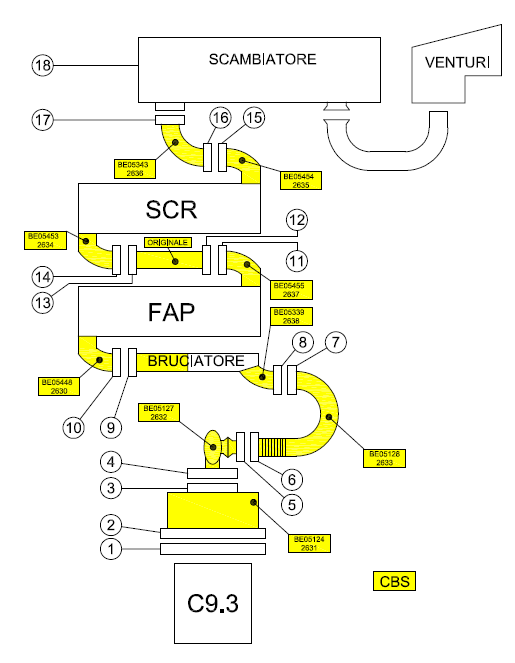 SCAMBIATORE
VENTURI
18
17
16
15
BE05343
2636
BE05454
2635
SCR
BE05453
2634
ORIGINALE
12
11
14
13
BE05455
2637
FAP
BE05339
2638
8
7
BRUCIATORE
BE05448
2630
10
9
BE05127
2632
BE05128
2633
4
3
6
5
2
1
BE05124
2631
C9.3
CBS